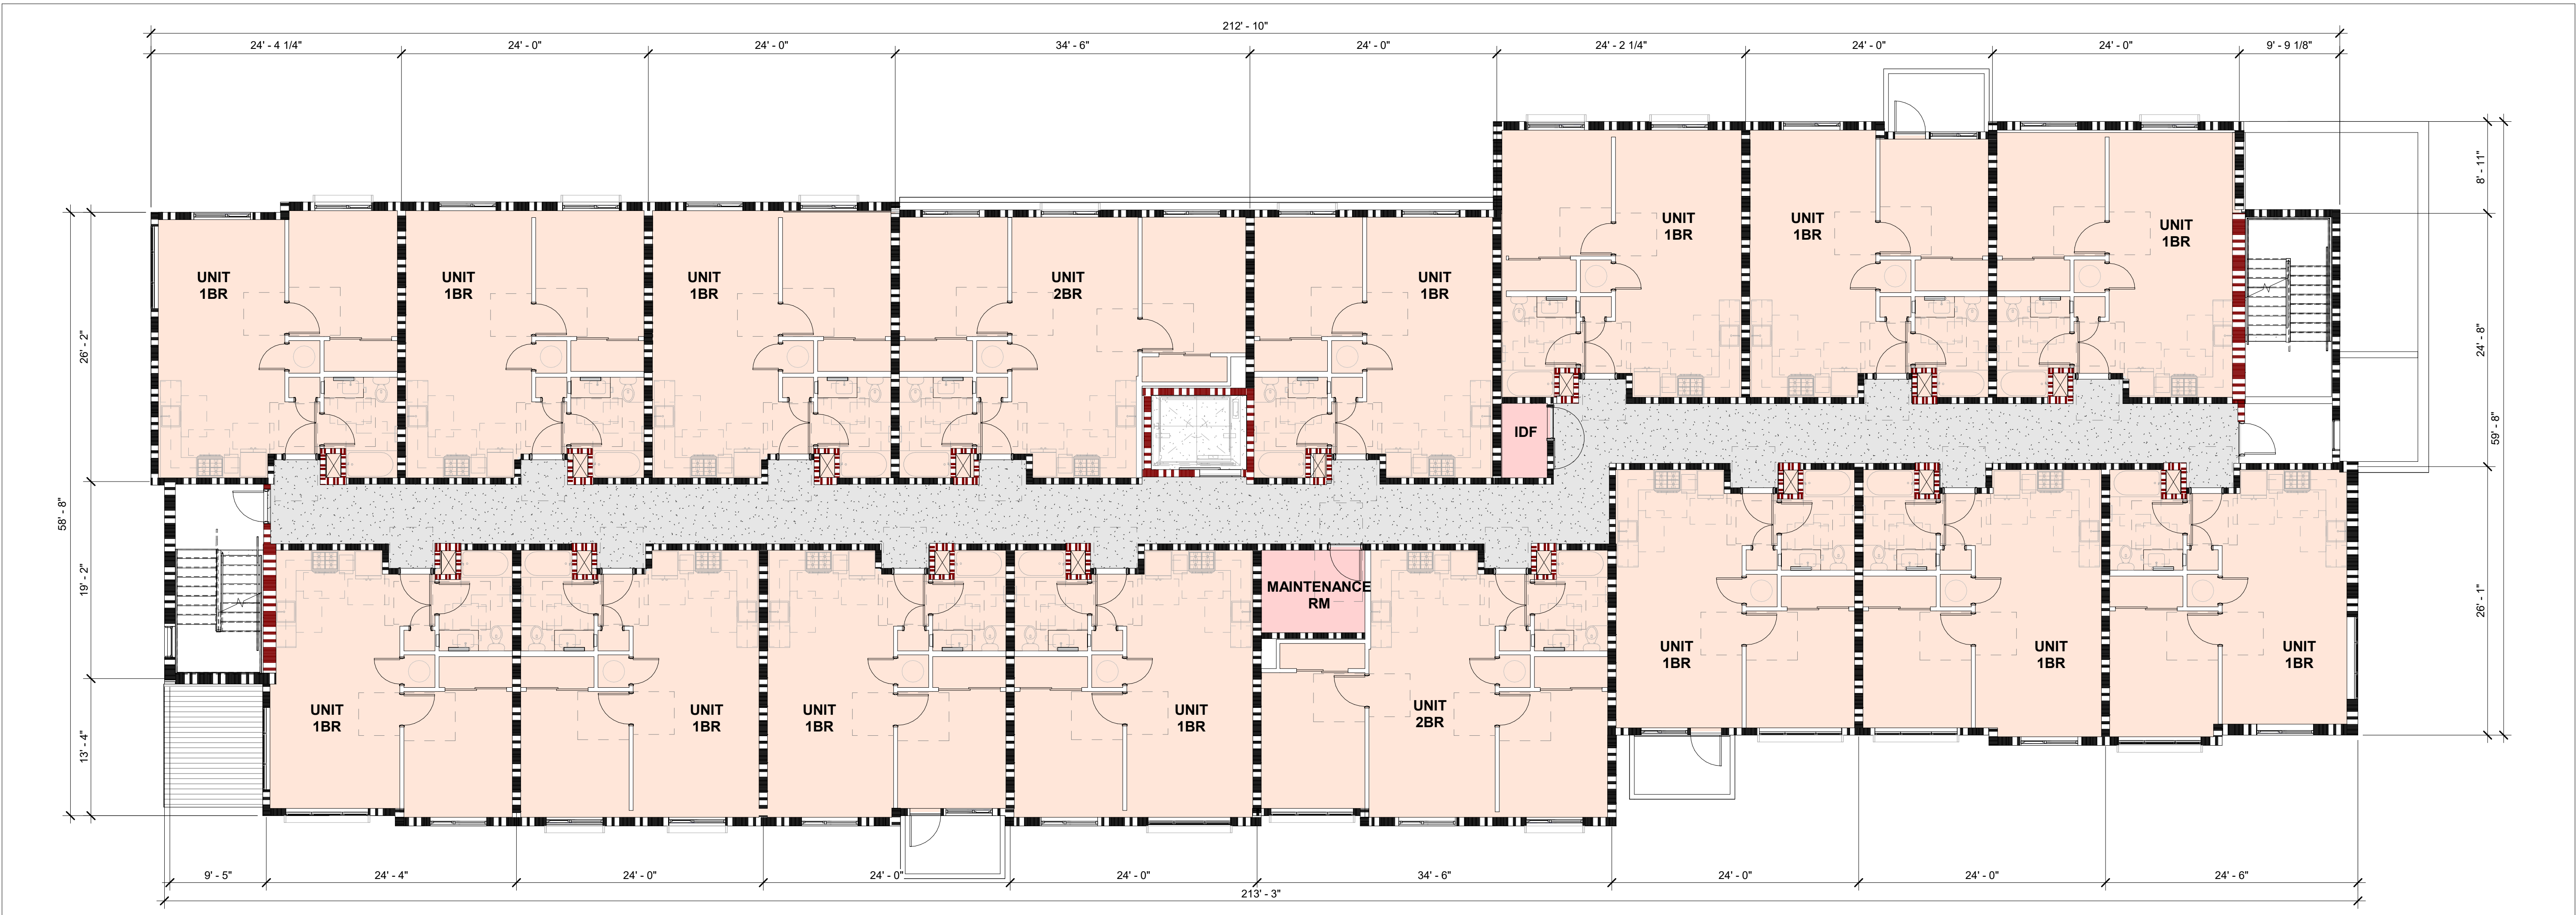 212' - 10"
24' - 4 1/4"
24' - 0"
24' - 0"
34' - 6"
24' - 0"
24' - 2 1/4"
24' - 0"
24' - 0"
9' - 9 1/8"
8' - 11"
24' - 8"
59' - 8"
26' - 1"
26' - 2"
58' - 8"
19' - 2"
13' - 4"
UNIT
1BR
UNIT
1BR
UNIT
1BR
UNIT
2BR
UNIT
1BR
UNIT
1BR
UNIT
1BR
UNIT
1BR
IDF
MAINTENANCE
RM
UNIT
1BR
UNIT
1BR
UNIT
1BR
UNIT
1BR
UNIT
2BR
UNIT
1BR
UNIT
1BR
UNIT
1BR
9' - 5"
24' - 4"
24' - 0"
24' - 0"
24' - 0"
34' - 6"
24' - 0"
24' - 0"
24' - 6"
213' - 3"